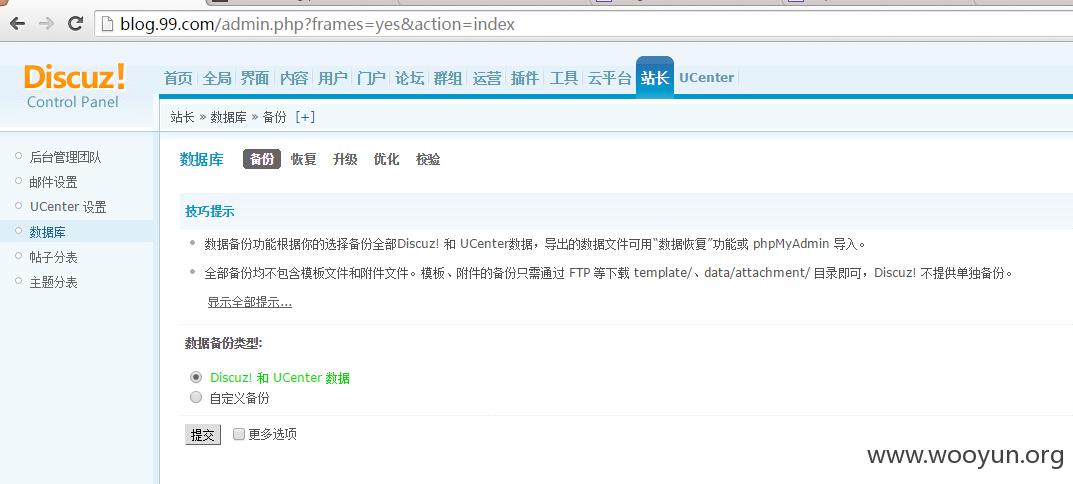 blog.99.com/admin.php?frames=yes&action=index
Discuz!
Control Panel
首页 全局 界面 内容 用户 门户 论坛 群组 运营 插件 工具 云平台 站长 UCenter
站长 » 数据库 » 备份 [+]
后台管理团队
邮件设置
UCenter 设置
数据库
帖子分表
主题分表
数据库 备份 恢复 升级 优化 校验
技巧提示
数据备份功能根据你的选择备份全部Discuz! 和 UCenter数据，导出的数据文件可用“数据恢复”功能或 phpMyAdmin 导入。
全部备份均不包含模板文件和附件文件。模板、附件的备份只需通过 FTP 等下载 template/、data/attachment/ 目录即可，Discuz! 不提供单独备份。
显示全部提示...
数据备份类型:
Discuz! 和 UCenter 数据
自定义备份
提交 更多选项
www.wooyun.org